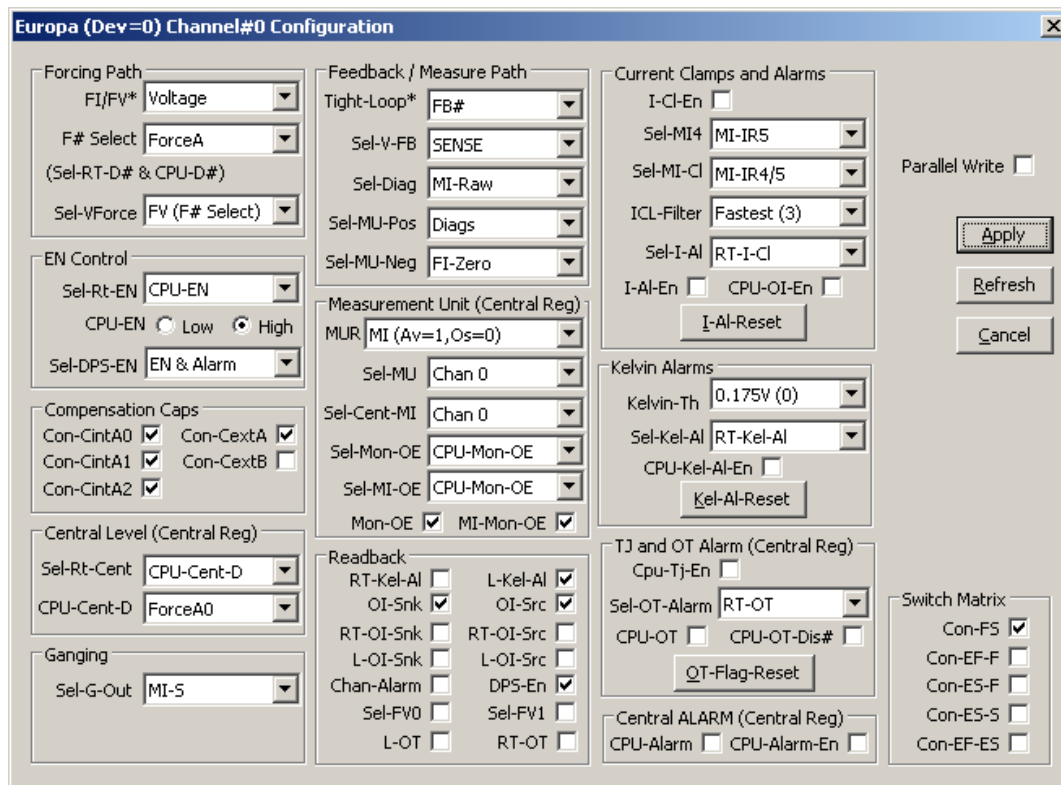 Europa (Dev=0) Channel#0 Configuration
Forcing Path
FI/FV* Voltage
F# Select ForceA
(Sel-RT-D# & CPU-D#)
Sel-VForce FV (F# Select)
EN Control
Sel-Rt-EN CPU-EN
CPU-EN Low High
Sel-DPS-EN EN & Alarm
Compensation Caps
Con-CintA0 Con-CextA
Con-CintA1 Con-CextB
Con-CintA2
Central Level (Central Reg)
Sel-Rt-Cent CPU-Cent-D
CPU-Cent-D ForceA0
Ganging
Sel-G-Out MI-S
Feedback / Measure Path
Tight-Loop* FB#
Sel-V-FB SENSE
Sel-Diag MI-Raw
Sel-MU-Pos Diags
Sel-MU-Neg FI-Zero
Measurement Unit (Central Reg)
MUR MI (Av=1,Os=0)
Sel-MU Chan 0
Sel-Cent-MI Chan 0
Sel-Mon-OE CPU-Mon-OE
Sel-MI-OE CPU-Mon-OE
Mon-OE MI-Mon-OE
Readback
RT-Kel-Al L-Kel-Al
OI-Snk OI-Src
RT-OI-Snk RT-OI-Src
L-OI-Snk L-OI-Src
Chan-Alarm DPS-En
Sel-FV0 Sel-FV1
L-OT RT-OT
Current Clamps and Alarms
I-Cl-En
Sel-MI4 MI-IR5
Sel-MI-Cl MI-IR4/5
ICL-Filter Fastest (3)
Sel-I-Al RT-I-Cl
I-Al-En CPU-OI-En
I-Al-Reset
Kelvin Alarms
Kelvin-Th 0.175V (0)
Sel-Kel-Al RT-Kel-Al
CPU-Kel-Al-En
Kel-Al-Reset
TJ and OT Alarm (Central Reg)
Cpu-Tj-En
Sel-OT-Alarm RT-OT
CPU-OT CPU-OT-Dis#
OT-Flag-Reset
Central ALARM (Central Reg)
CPU-Alarm CPU-Alarm-En
Parallel Write
Apply
Refresh
Cancel
Switch Matrix
Con-FS
Con-EF-F
Con-ES-F
Con-ES-S
Con-EF-ES